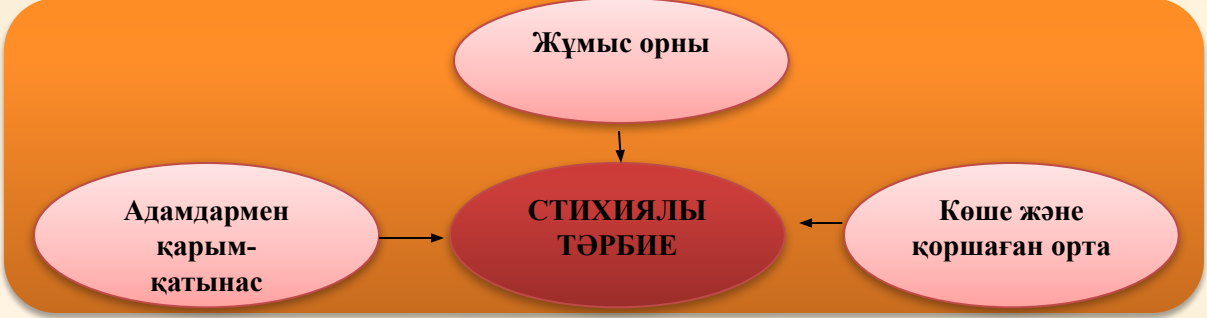 Жұмыс орны
Адамдармен
қарым-
қатынас
СТИХИЯЛЫ
ТӘРБИЕ
Көше және
қоршаған орта